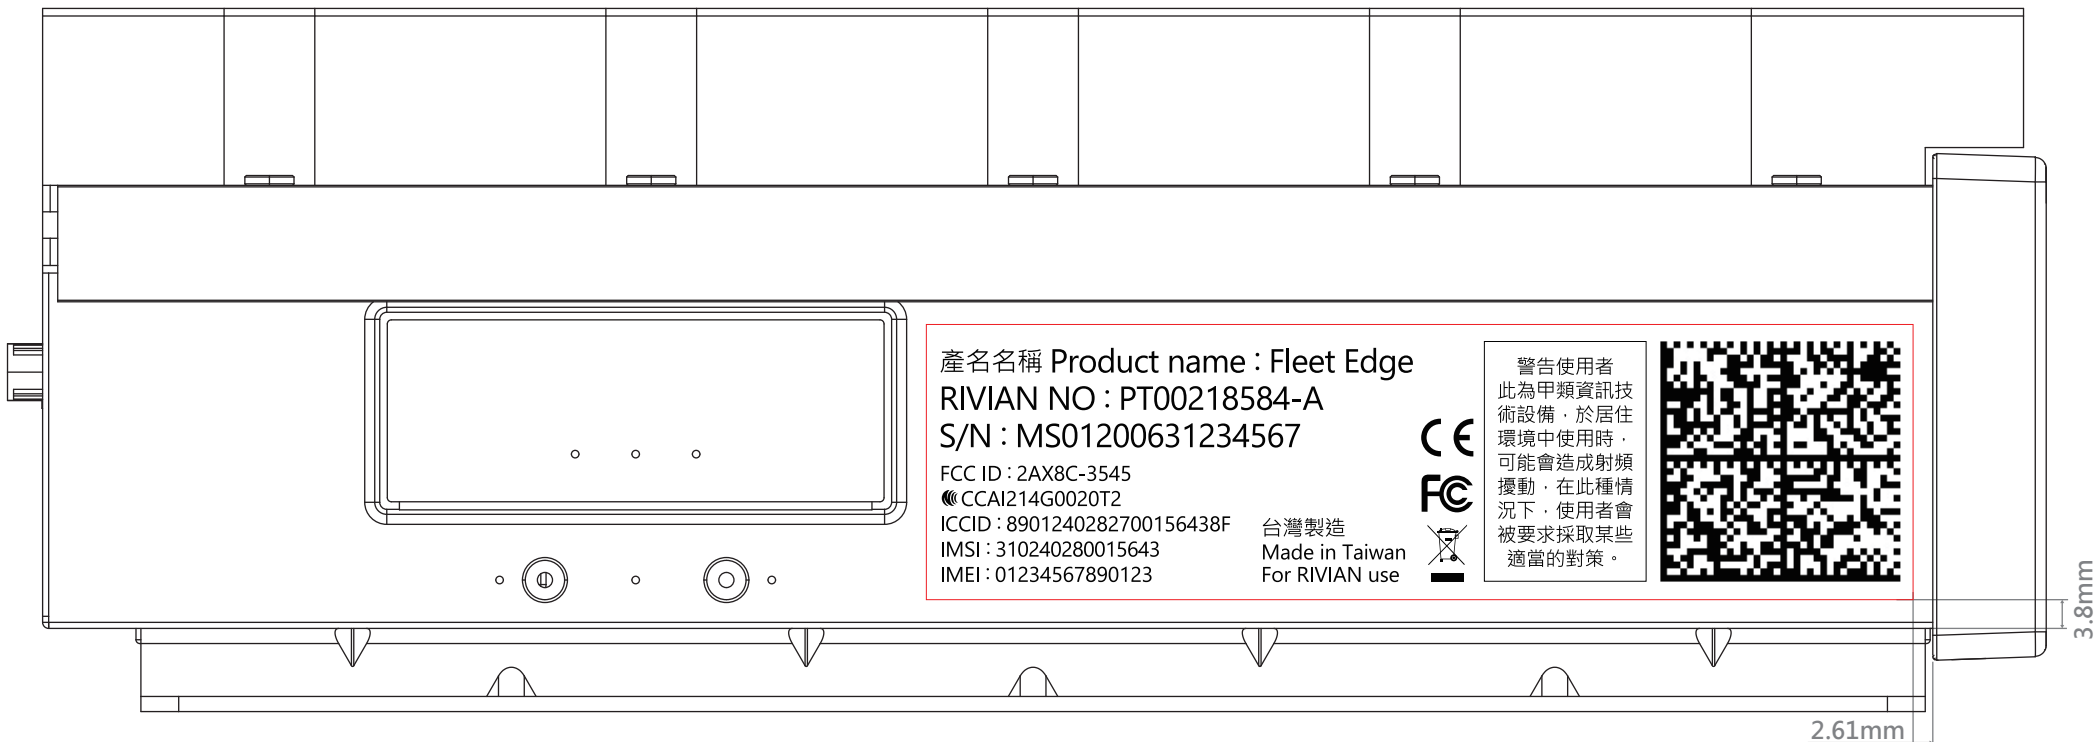 產名名稱 Product name : Fleet Edge
RIVIAN NO : PT00218584-A
S/N : MS01200631234567
FCC ID : 2AX8C-3545
CCAI214G0020T2
ICCID : 8901240282700156438F
IMSI : 310240280015643
IMEI : 01234567890123
台灣製造
Made in Taiwan
For RIVIAN use
CE
FC
警告使用者
此為甲類資訊技
術設備，於居住
環境中使用時，
可能會造成射頻
擾動，在此種情
況下，使用者會
被要求採取某些
適當的對策。
3.8mm
2.61mm